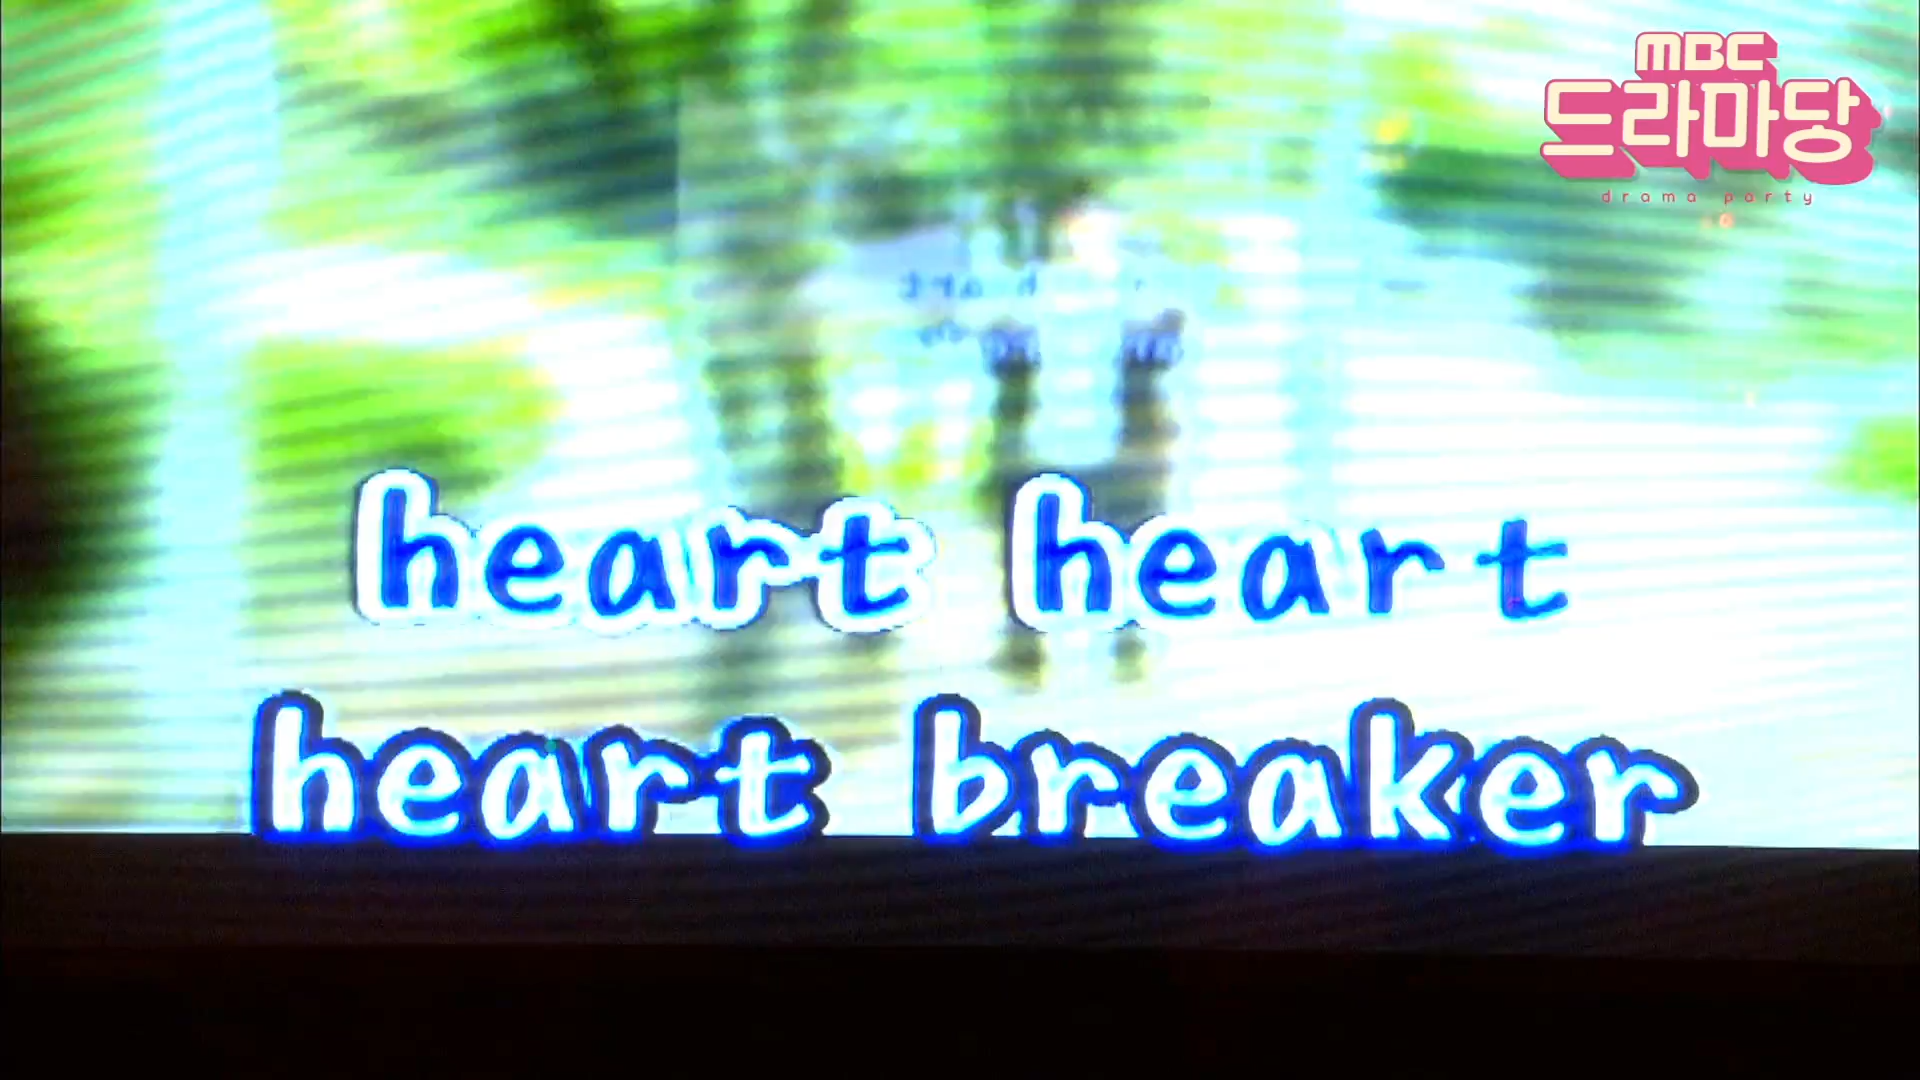 MBC
드라마당
drama party
heart heart
heart breaker